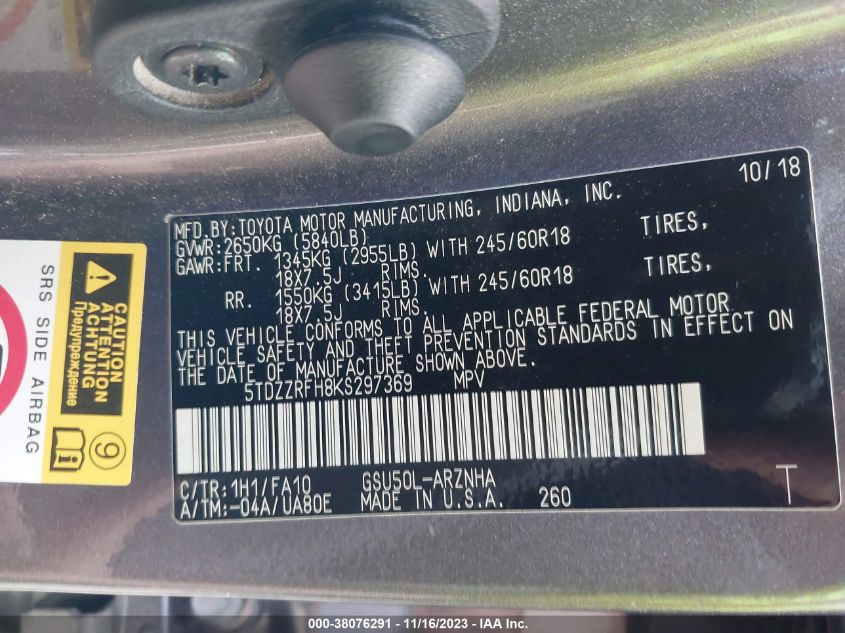 10/18
MFD.BY:TOYOTA MOTOR MANUFACTURING, INDIANA, INC.
GVWR:2650KG (5840LB)
GAWR:FRT. 1345KG (2955LB) WITH 245/60R18 TIRES,
18X7.5J RIMS.
RR. 1550KG (3415LB) WITH 245/60R18 TIRES,
18X7.5J RIMS.
THIS VEHICLE CONFORMS TO ALL APPLICABLE FEDERAL MOTOR
VEHICLE SAFETY AND THEFT PREVENTION STANDARDS IN EFFECT ON
THE DATE OF MANUFACTURE SHOWN ABOVE.
5TDZZRFH8KS297369 MPV
C/TR:1H1/FA10 GSU50L-ARZNHA
A/TM:-04A/UA80E MADE IN U.S.A. 260
T
SRS SIDE AIRBAG
CAUTION
ATTENTION
ACHTUNG
Предупреждение
9
000-38076291 - 11/16/2023 - IAA Inc.